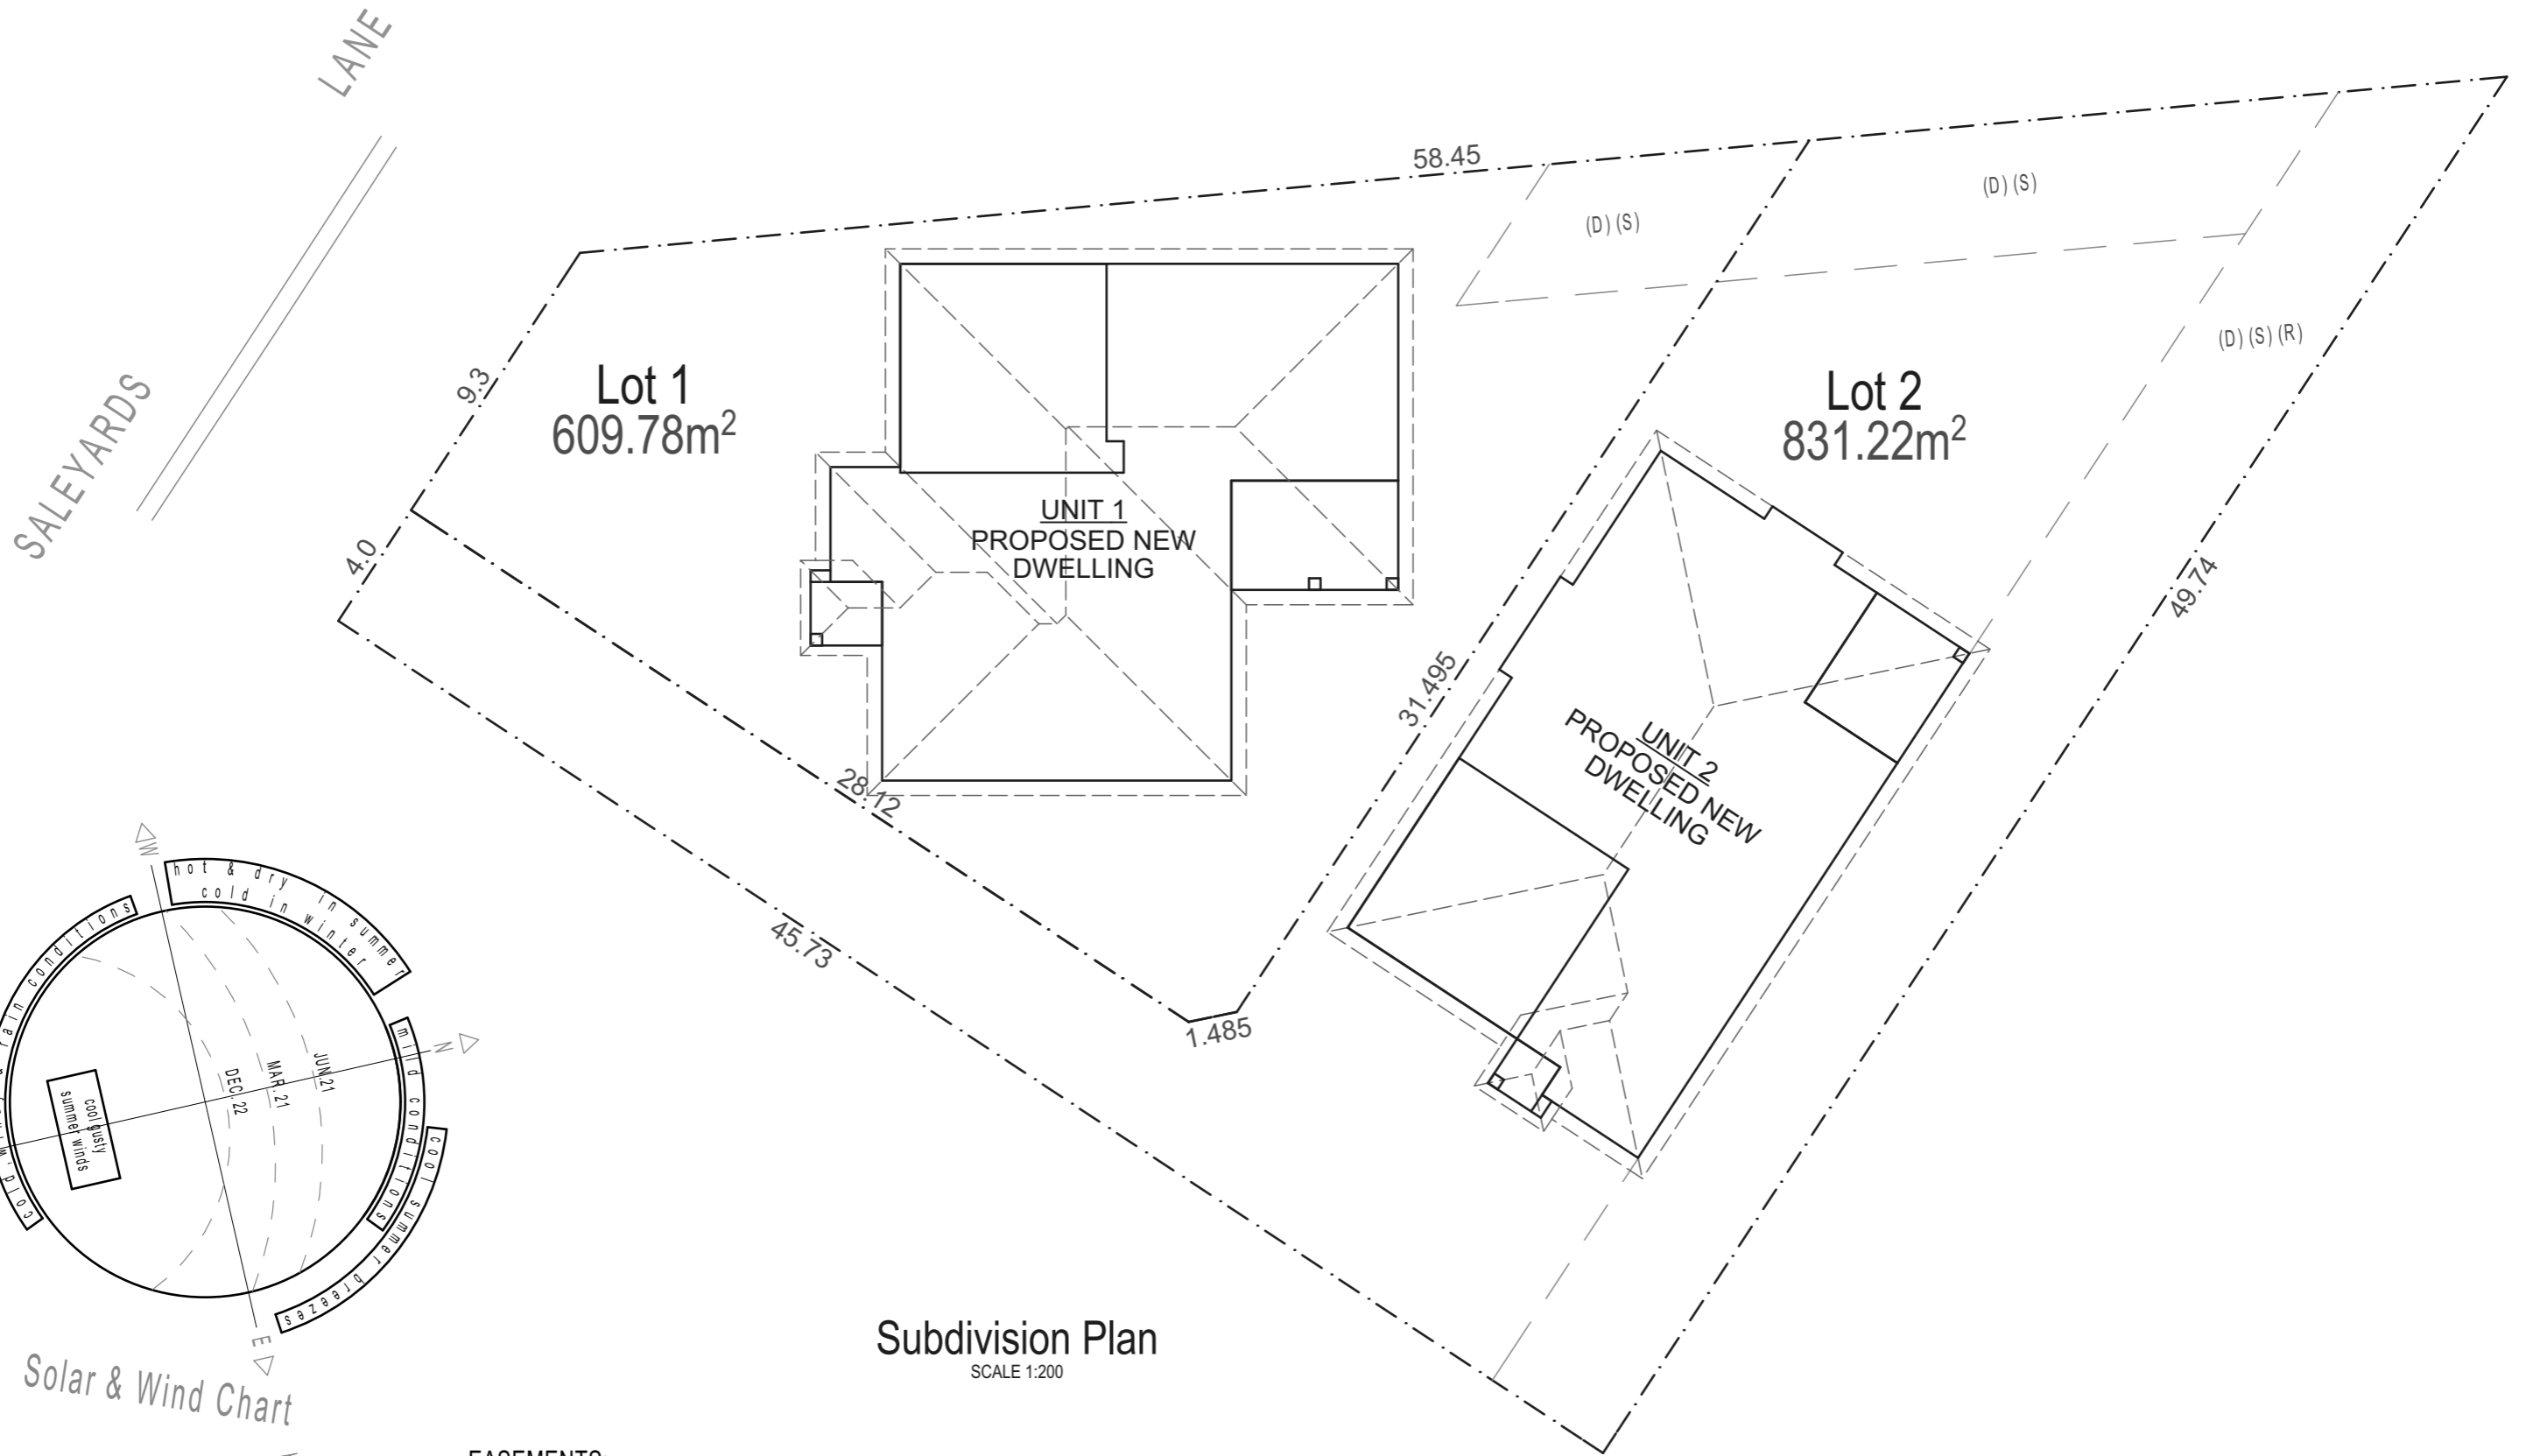 SALEYARDS LANE
58.45
(D) (S)
(D) (S)
(D) (S) (R)
9.3
Lot 1
609.78m²
Lot 2
831.22m²
4.0
UNIT 1
PROPOSED NEW
DWELLING
49.74
31.495
UNIT 2
PROPOSED NEW
DWELLING
28.12
45.73
1.485
W
hot & dry in summer
cold in winter
rain conditions
N
mild conditions
JUN.21
MAR.21
DEC.22
cool gusty
summer winds
cool summer breezes
E
Solar & Wind Chart
Subdivision Plan
SCALE 1:200